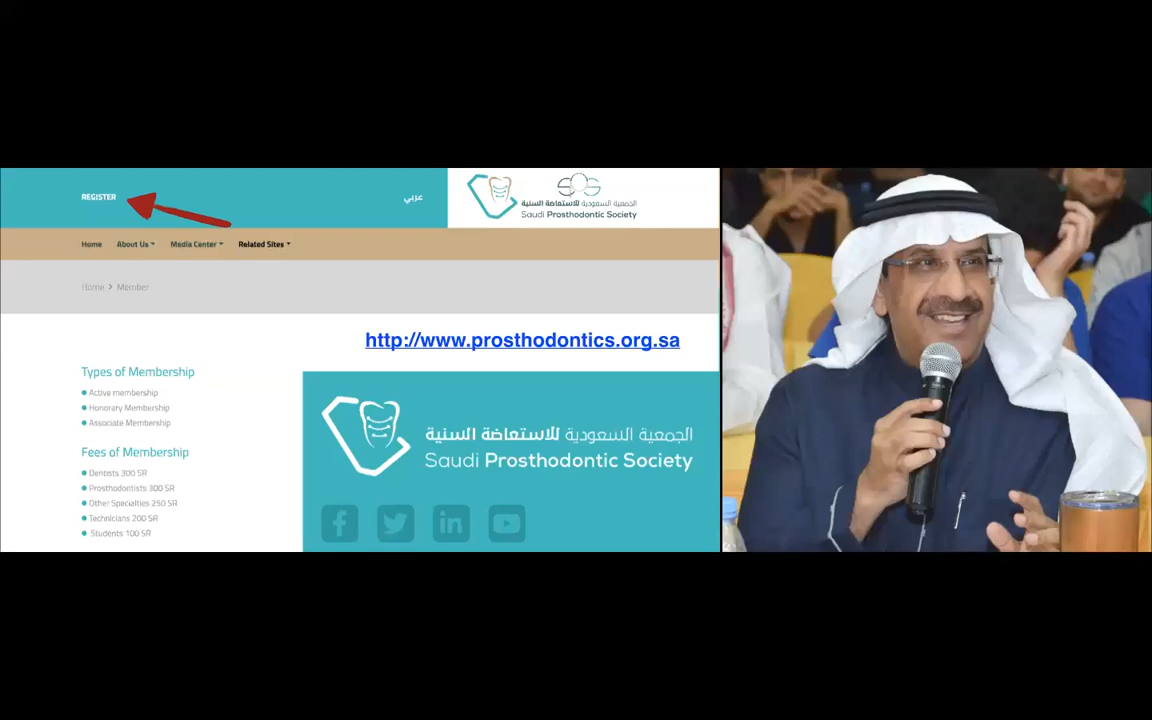 REGISTER
عربي
SPS
الجمعية السعودية للاستعاضة السنية
Saudi Prosthodontic Society
Home About Us Media Center Related Sites
Home > Member
http://www.prosthodontics.org.sa
Types of Membership
Active membership
Honorary Membership
Associate Membership
Fees of Membership
Dentists 300 SR
Prosthodontists 300 SR
Other Specialties 250 SR
Technicians 200 SR
Students 100 SR
الجمعية السعودية للاستعاضة السنية
Saudi Prosthodontic Society